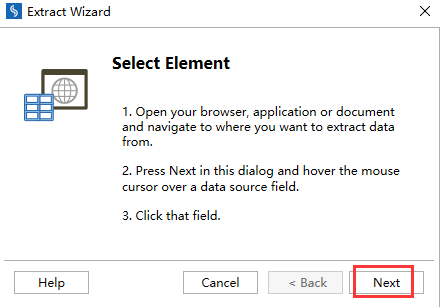 Extract Wizard
Select Element
1. Open your browser, application or document
and navigate to where you want to extract data
from.
2. Press Next in this dialog and hover the mouse
cursor over a data source field.
3. Click that field.
Help
Cancel
< Back
Next